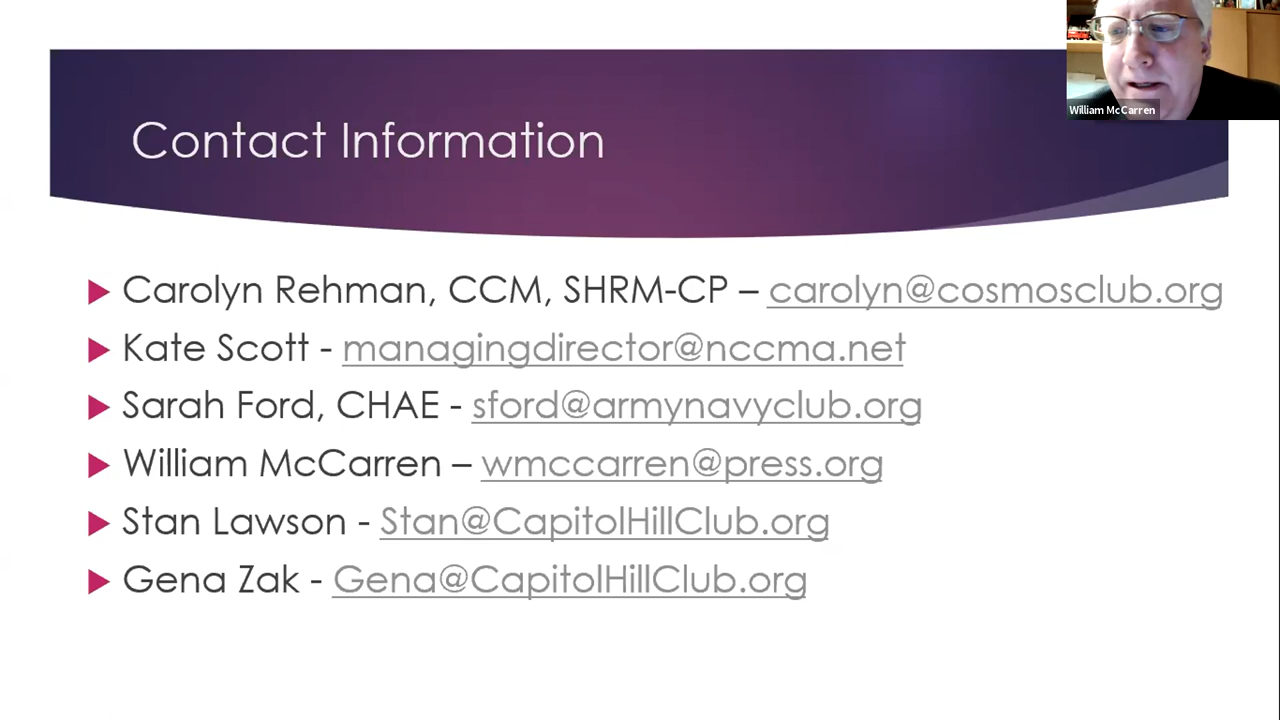 William McCarren
Contact Information
Carolyn Rehman, CCM, SHRM-CP – carolyn@cosmosclub.org
Kate Scott - managingdirector@nccma.net
Sarah Ford, CHAE - sford@armynavyclub.org
William McCarren – wmccarren@press.org
Stan Lawson - Stan@CapitolHillClub.org
Gena Zak - Gena@CapitolHillClub.org